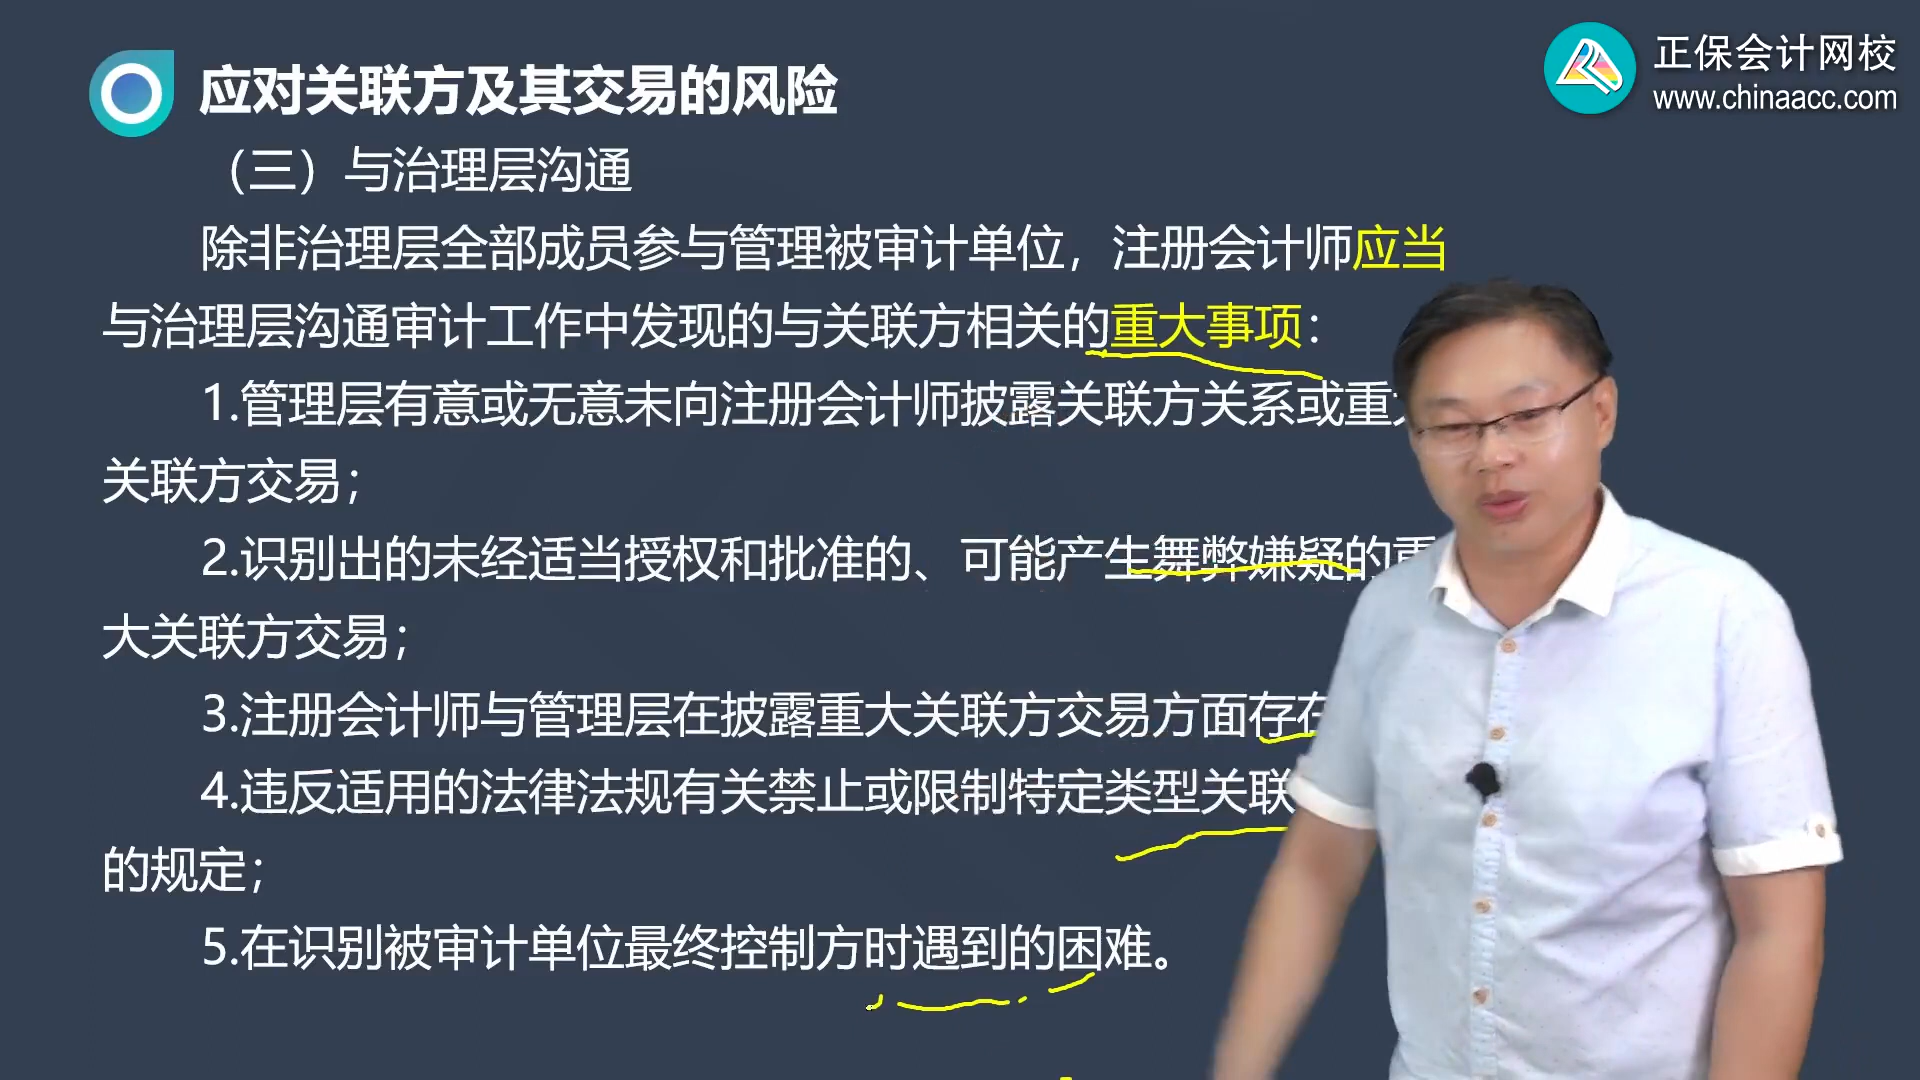 应对关联方及其交易的风险
正保会计网校
www.chinaacc.com
（三）与治理层沟通
除非治理层全部成员参与管理被审计单位，注册会计师应当
与治理层沟通审计工作中发现的与关联方相关的重大事项：
1.管理层有意或无意未向注册会计师披露关联方关系或重大
关联方交易；
2.识别出的未经适当授权和批准的、可能产生舞弊嫌疑的重
大关联方交易；
3.注册会计师与管理层在披露重大关联方交易方面存在
4.违反适用的法律法规有关禁止或限制特定类型关联
的规定；
5.在识别被审计单位最终控制方时遇到的困难。